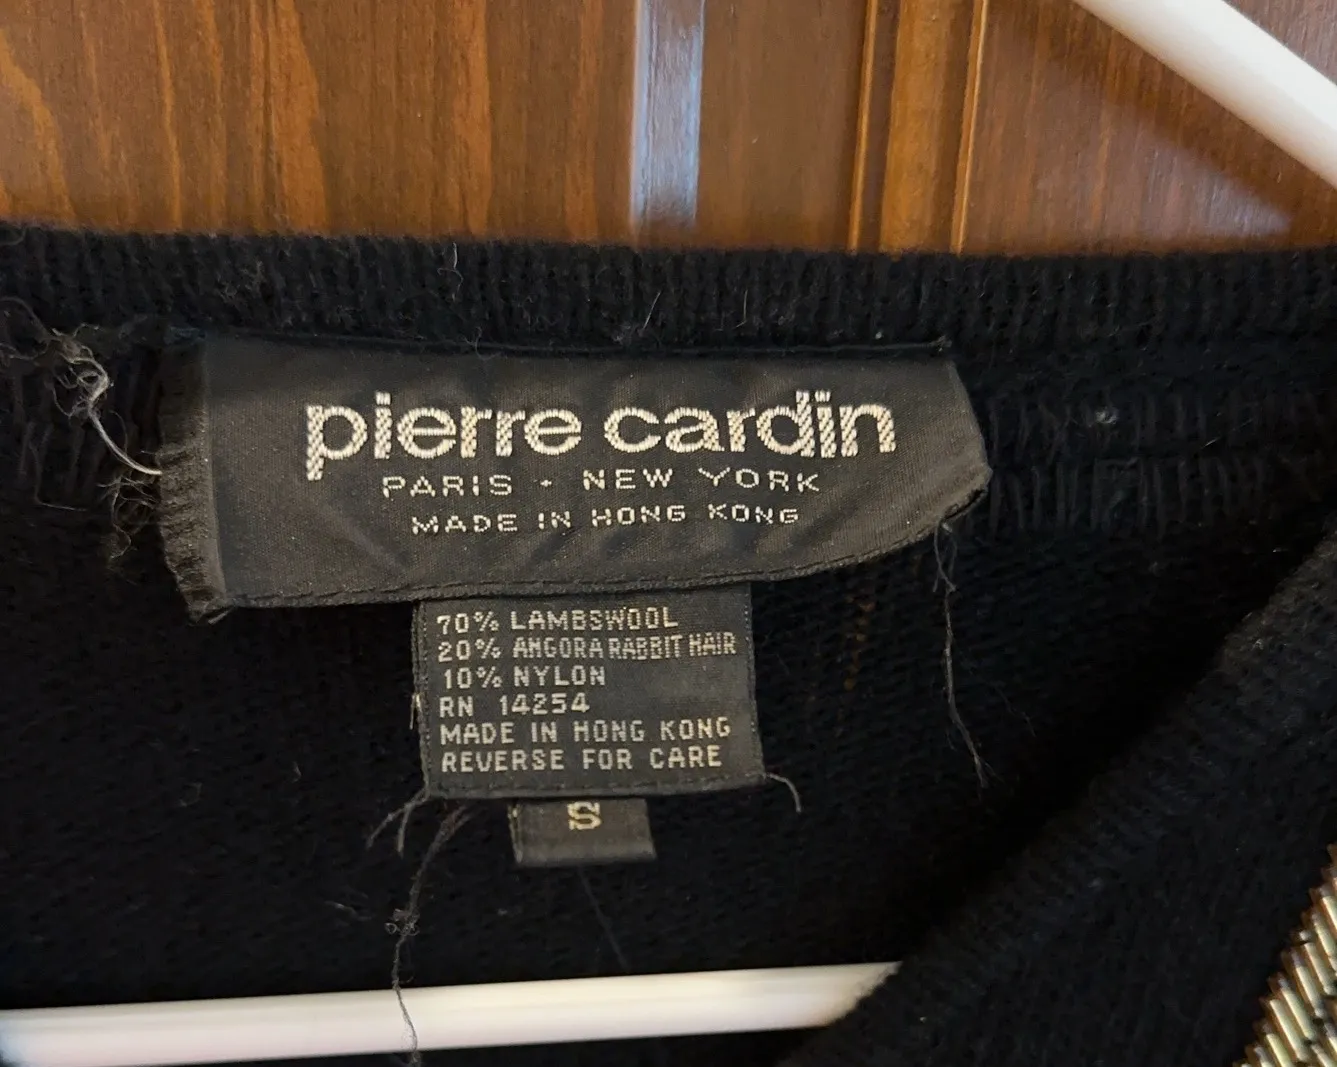 pierre cardin
PARIS - NEW YORK
MADE IN HONG KONG
70% LAMBSWOOL
20% ANGORA RABBIT HAIR
10% NYLON
RN 14254
MADE IN HONG KONG
REVERSE FOR CARE
S